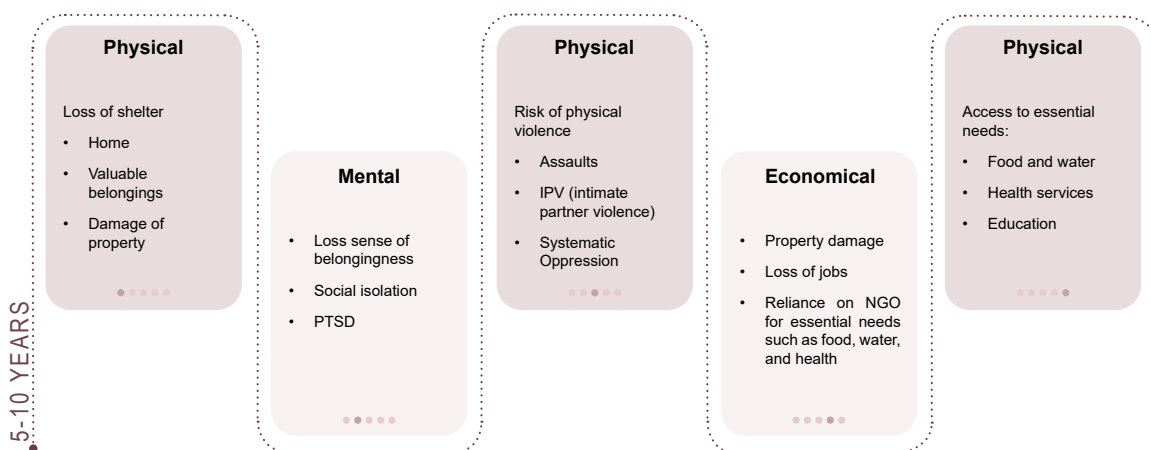 Physical
Loss of shelter
• Home
• Valuable
belongings
• Damage of
property
Mental
• Loss sense of
belongingness
• Social isolation
• PTSD
Physical
Risk of physical
violence
• Assaults
• IPV (intimate
partner violence)
• Systematic
Oppression
Economical
• Property damage
• Loss of jobs
• Reliance on NGO
for essential needs
such as food, water,
and health
Physical
Access to essential
needs:
• Food and water
• Health services
• Education
5-10 YEARS